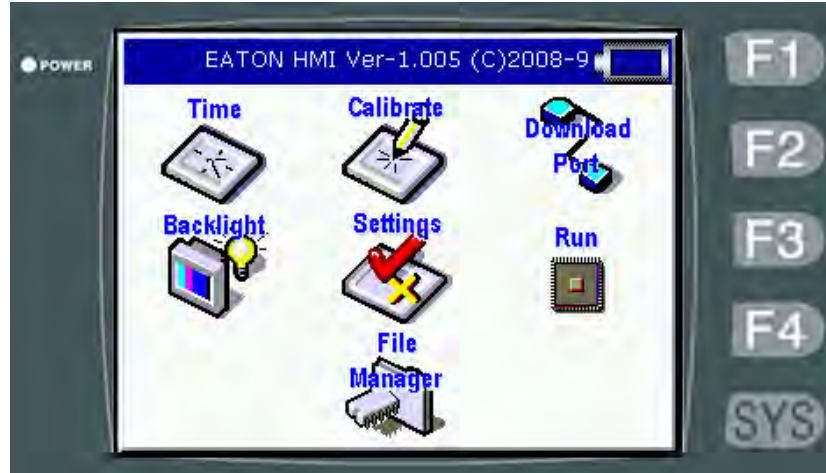 POWER
EATON HMI Ver-1.005 (C)2008-9
F1
Time
Calibrate
Download
Port
F2
Backlight
Settings
Run
F3
File
Manager
F4
SYS